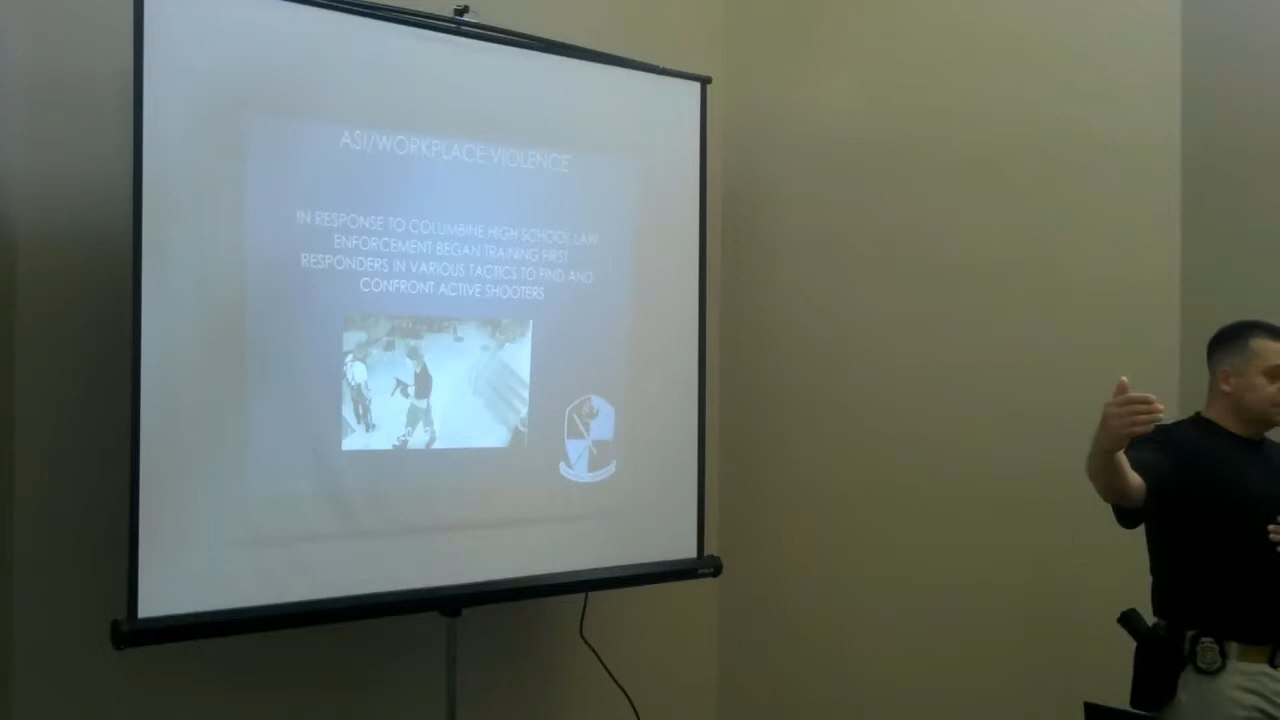 ASI/WORKPLACE VIOLENCE
IN RESPONSE TO COLUMBINE HIGH SCHOOL LAW
ENFORCEMENT BEGAN TRAINING FIRST
RESPONDERS IN VARIOUS TACTICS TO FIND AND
CONFRONT ACTIVE SHOOTERS